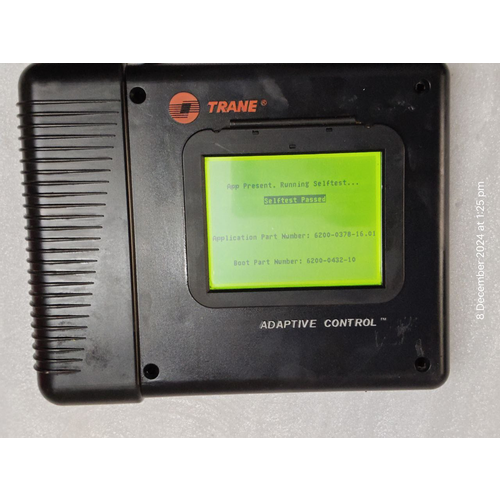 TRANE®
App Present. Running Selftest...
Selftest Passed
Application Part Number: 6200-0378-16.01
Boot Part Number: 6200-0432-10
ADAPTIVE CONTROL™
8 December 2024 at 1:25 pm